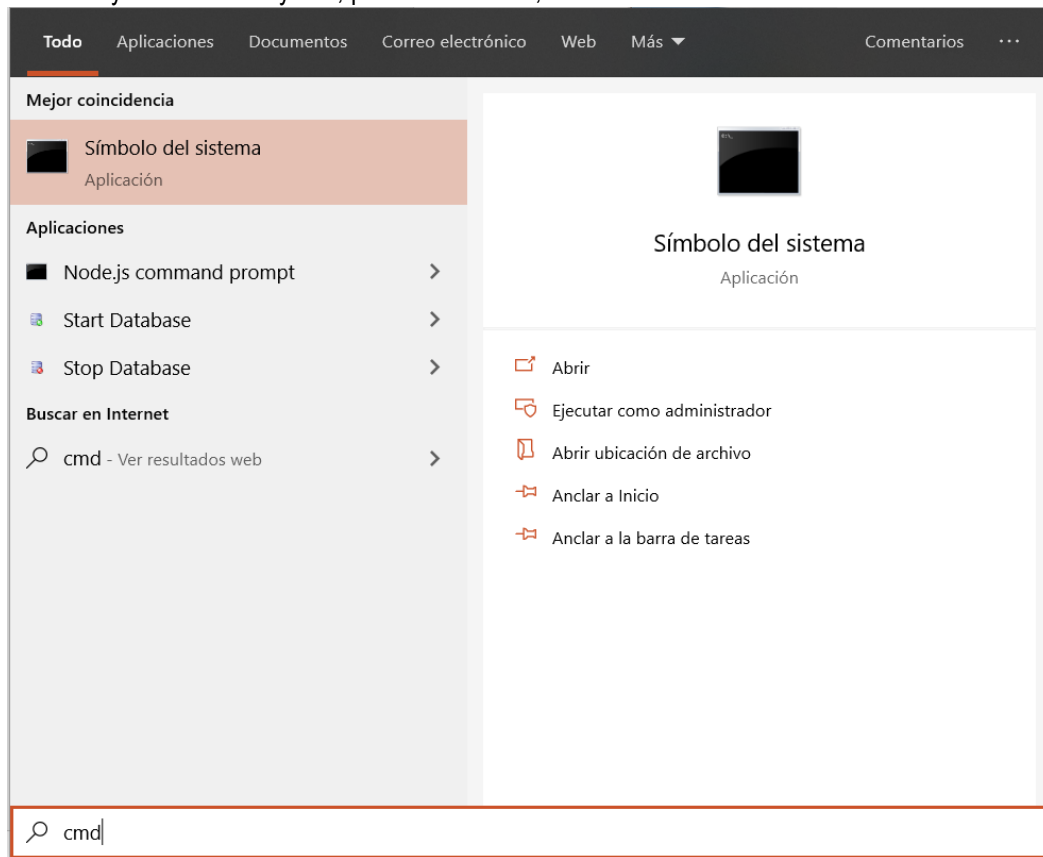 Todo Aplicaciones Documentos Correo electrónico Web Más Comentarios ...
Mejor coincidencia
Símbolo del sistema
Aplicación
Aplicaciones
Node.js command prompt
Start Database
Stop Database
Buscar en Internet
cmd - Ver resultados web
Símbolo del sistema
Aplicación
Abrir
Ejecutar como administrador
Abrir ubicación de archivo
Anclar a Inicio
Anclar a la barra de tareas
cmd